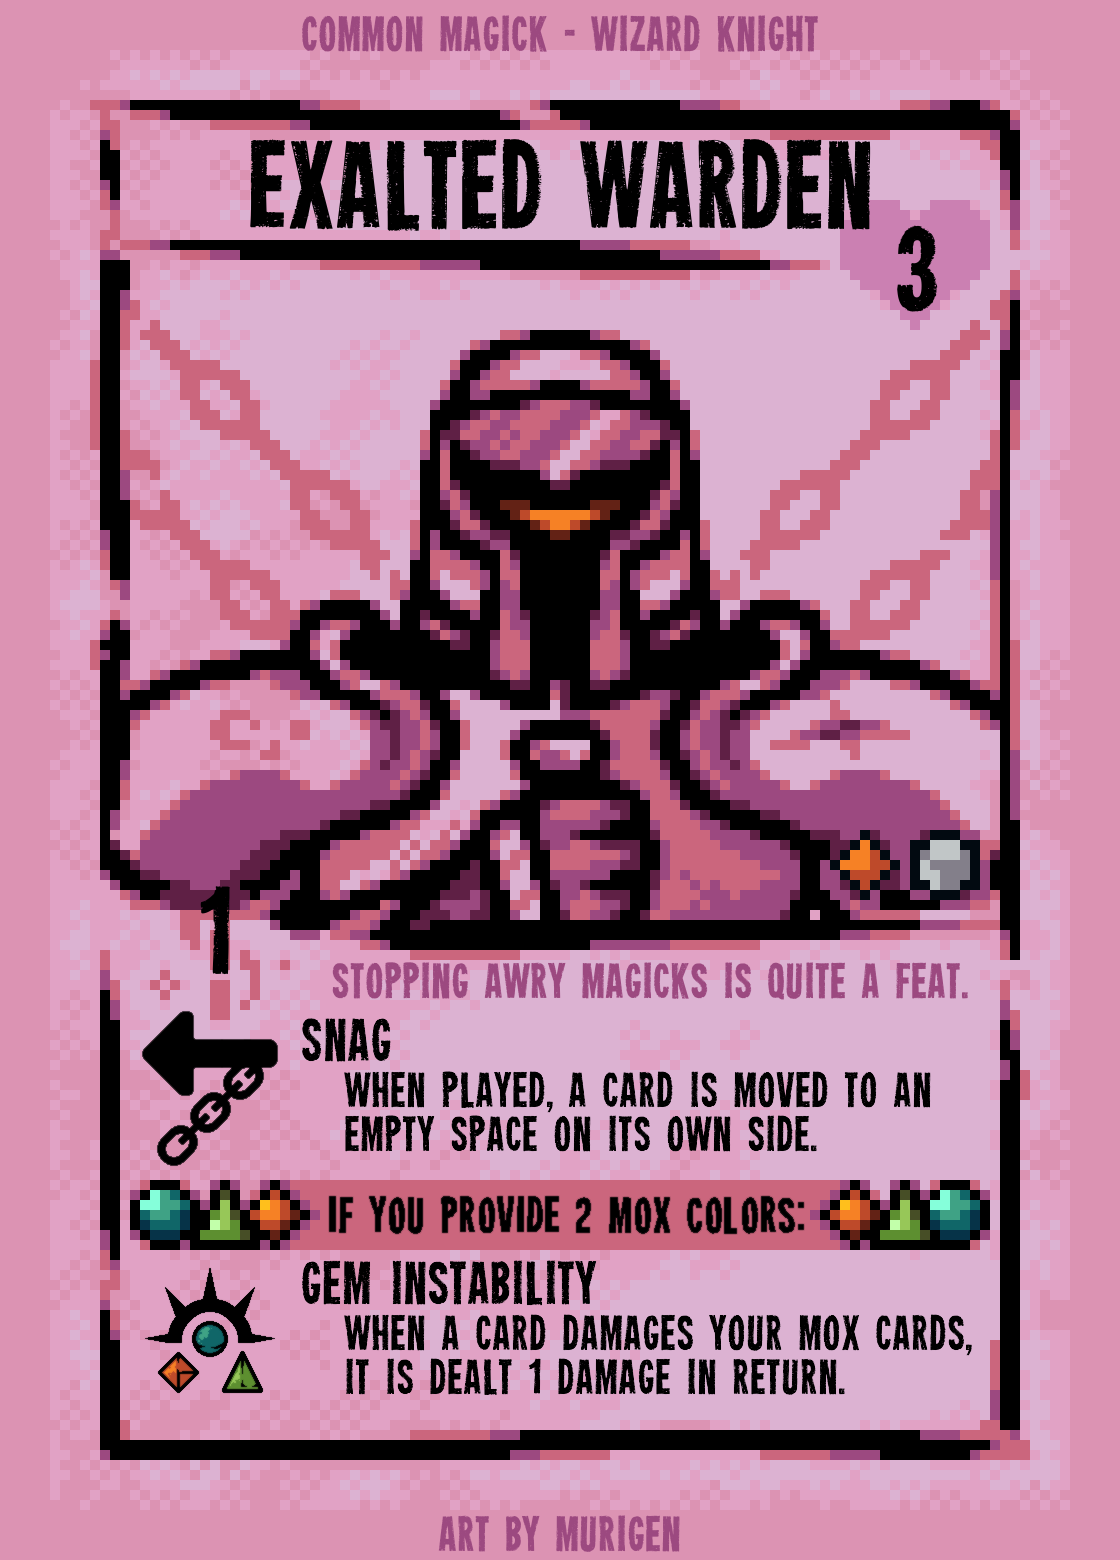 COMMON MAGICK - WIZARD KNIGHT
EXALTED WARDEN
3
1
STOPPING AWRY MAGICKS IS QUITE A FEAT.
SNAG
WHEN PLAYED, A CARD IS MOVED TO AN
EMPTY SPACE ON ITS OWN SIDE.
IF YOU PROVIDE 2 MOX COLORS:
GEM INSTABILITY
WHEN A CARD DAMAGES YOUR MOX CARDS,
IT IS DEALT 1 DAMAGE IN RETURN.
ART BY MURIGEN